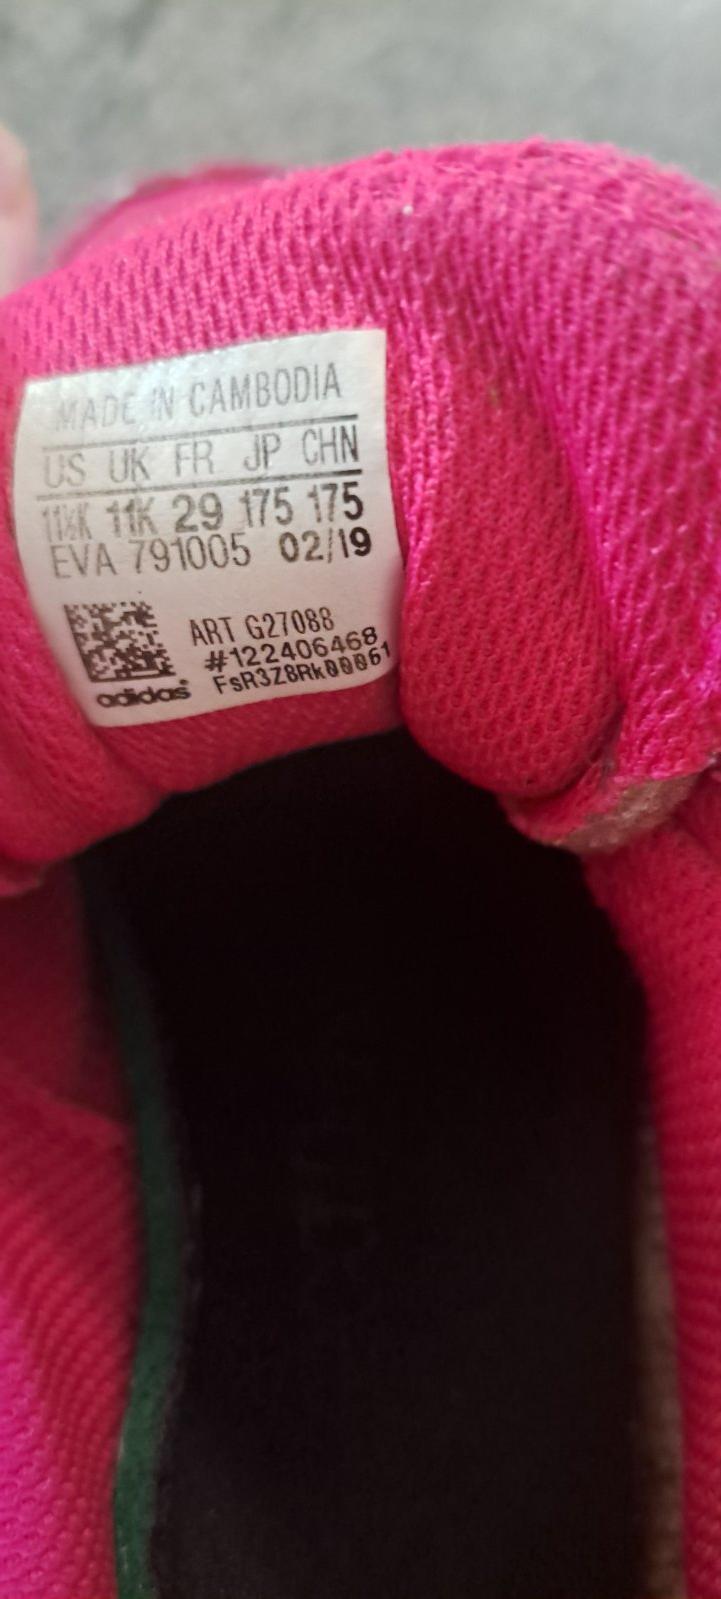 MADE IN CAMBODIA
US UK FR JP CHN
11½K 11K 29 175 175
EVA 791005 02/19
ART G27088
#122406468
FsR3Z8Rk00061
adidas